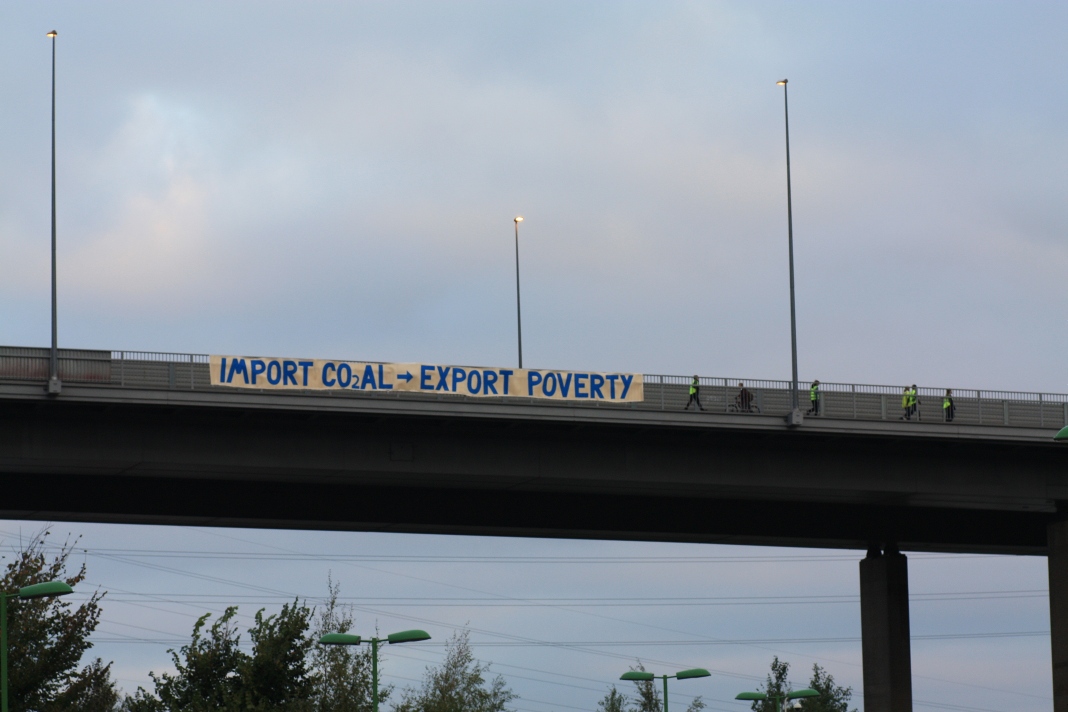 IMPORT CO₂AL → EXPORT POVERTY